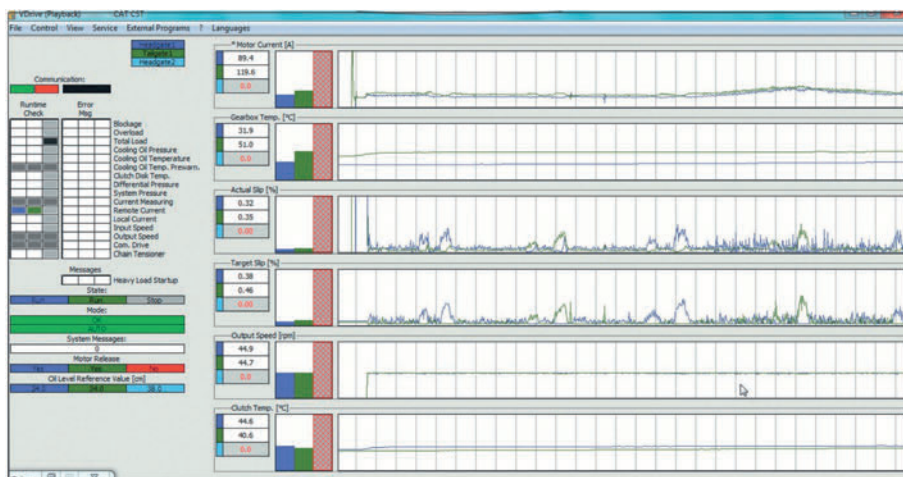 VDrive (Playback) CAT CST
File Control View Service External Programs ? Languages
Headgate1
Tailgate1
Headgate2
Communication:
Runtime Check
Error Msg
Blockage
Overload
Total Load
Cooling Oil Pressure
Cooling Oil Temperature
Cooling Oil Temp. Prewarn.
Clutch Disk Temp.
Differential Pressure
System Pressure
Current Measuring
Remote Current
Local Current
Input Speed
Output Speed
Com. Drive
Chain Tensioner
Messages
Heavy Load Startup
State:
Run Run Stop
Mode:
OK
AUTO
System Messages:
0
Motor Release
Yes Yes No
Oil Level Reference Value [cm]
34.0
* Motor Current [A]
89.4
119.6
0.0
Gearbox Temp. [°C]
31.9
51.0
0.0
Actual Slip [%]
0.32
0.35
0.00
Target Slip [%]
0.38
0.46
0.00
Output Speed [rpm]
44.9
44.7
0.0
Clutch Temp. [°C]
44.6
40.6
0.0